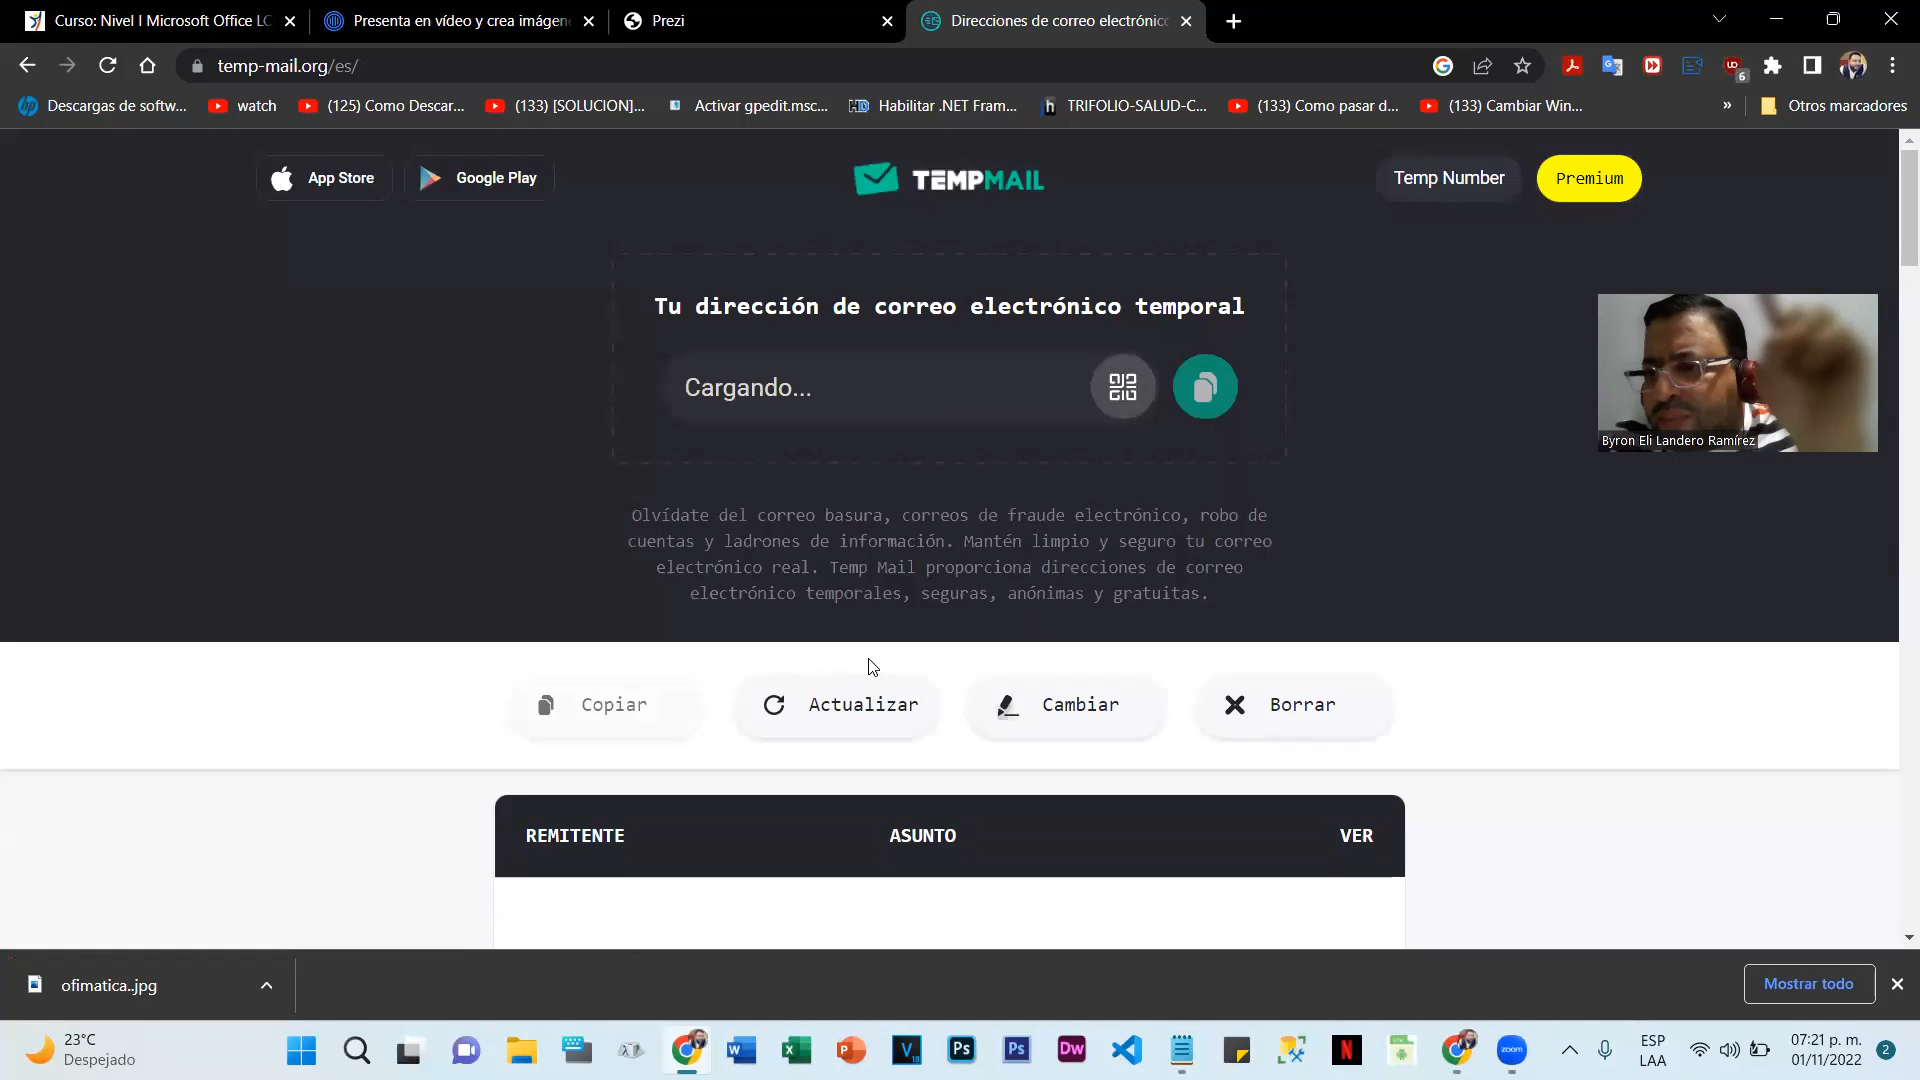 Curso: Nivel I Microsoft Office LC
Presenta en vídeo y crea imágen
Prezi
Direcciones de correo electrónic
temp-mail.org/es/
6
Descargas de softw...
watch
(125) Como Descar...
(133) [SOLUCION]...
Activar gpedit.msc...
Habilitar .NET Fram...
TRIFOLIO-SALUD-C...
(133) Como pasar d...
(133) Cambiar Win...
»
Otros marcadores
App Store
Google Play
TEMPMAIL
Temp Number
Premium
Tu dirección de correo electrónico temporal
Cargando...
Byron Eli Landero Ramírez
Olvídate del correo basura, correos de fraude electrónico, robo de
cuentas y ladrones de información. Mantén limpio y seguro tu correo
electrónico real. Temp Mail proporciona direcciones de correo
electrónico temporales, seguras, anónimas y gratuitas.
Copiar
Actualizar
Cambiar
Borrar
REMITENTE
ASUNTO
VER
ofimatica..jpg
Mostrar todo
23°C
Despejado
Ps
Ps
Dw
N
zoom
ESP
LAA
07:21 p. m.
01/11/2022
2